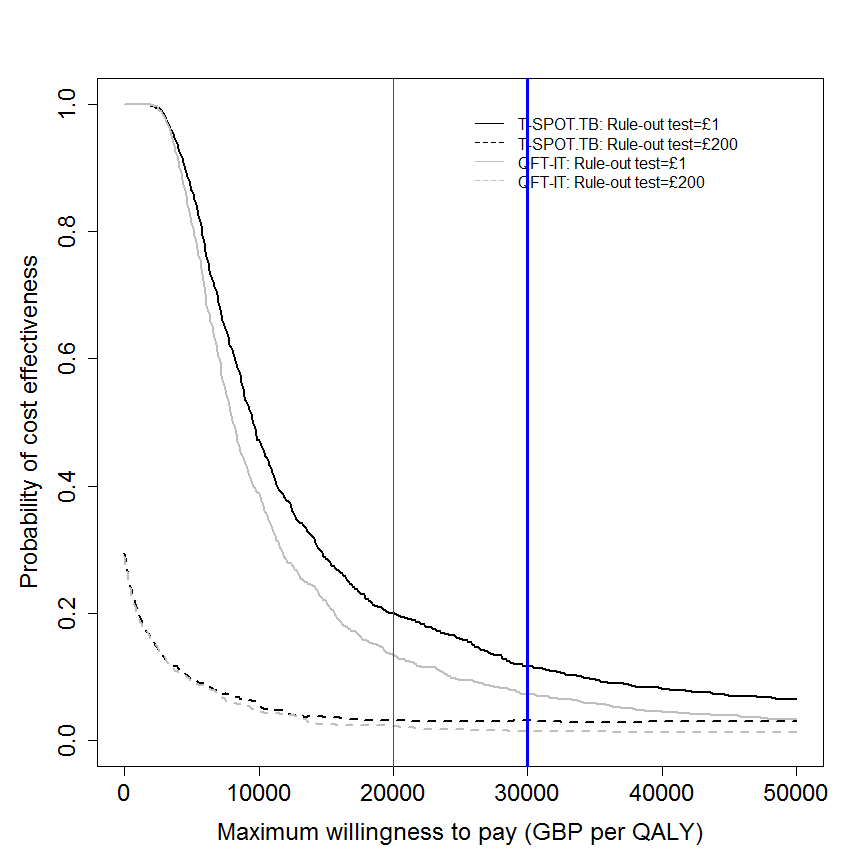 T-SPOT.TB: Rule-out test=£1
T-SPOT.TB: Rule-out test=£200
QFT-IT: Rule-out test=£1
QFT-IT: Rule-out test=£200
Probability of cost effectiveness
1.0
0.8
0.6
0.4
0.2
0.0
0 10000 20000 30000 40000 50000
Maximum willingness to pay (GBP per QALY)